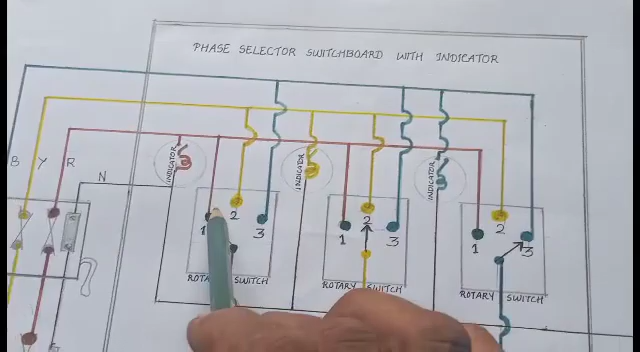 PHASE SELECTOR SWITCHBOARD WITH INDICATOR
B Y R
N
INDICATOR
INDICATOR
INDICATOR
1 2 3
1 2 3
1 2 3
ROTARY SWITCH
ROTARY SWITCH
ROTARY SWITCH